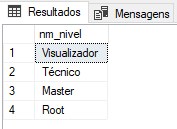 Resultados Mensagens
nm_nivel
1 Visualizador
2 Técnico
3 Master
4 Root